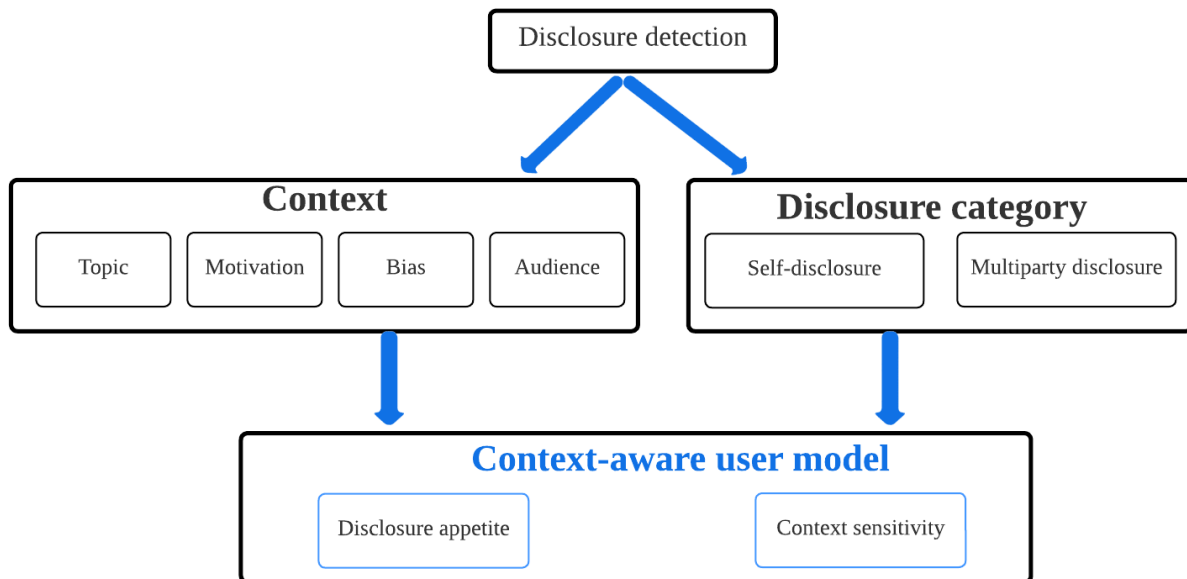 Disclosure detection
Context
Topic
Motivation
Bias
Audience
Disclosure category
Self-disclosure
Multiparty disclosure
Context-aware user model
Disclosure appetite
Context sensitivity